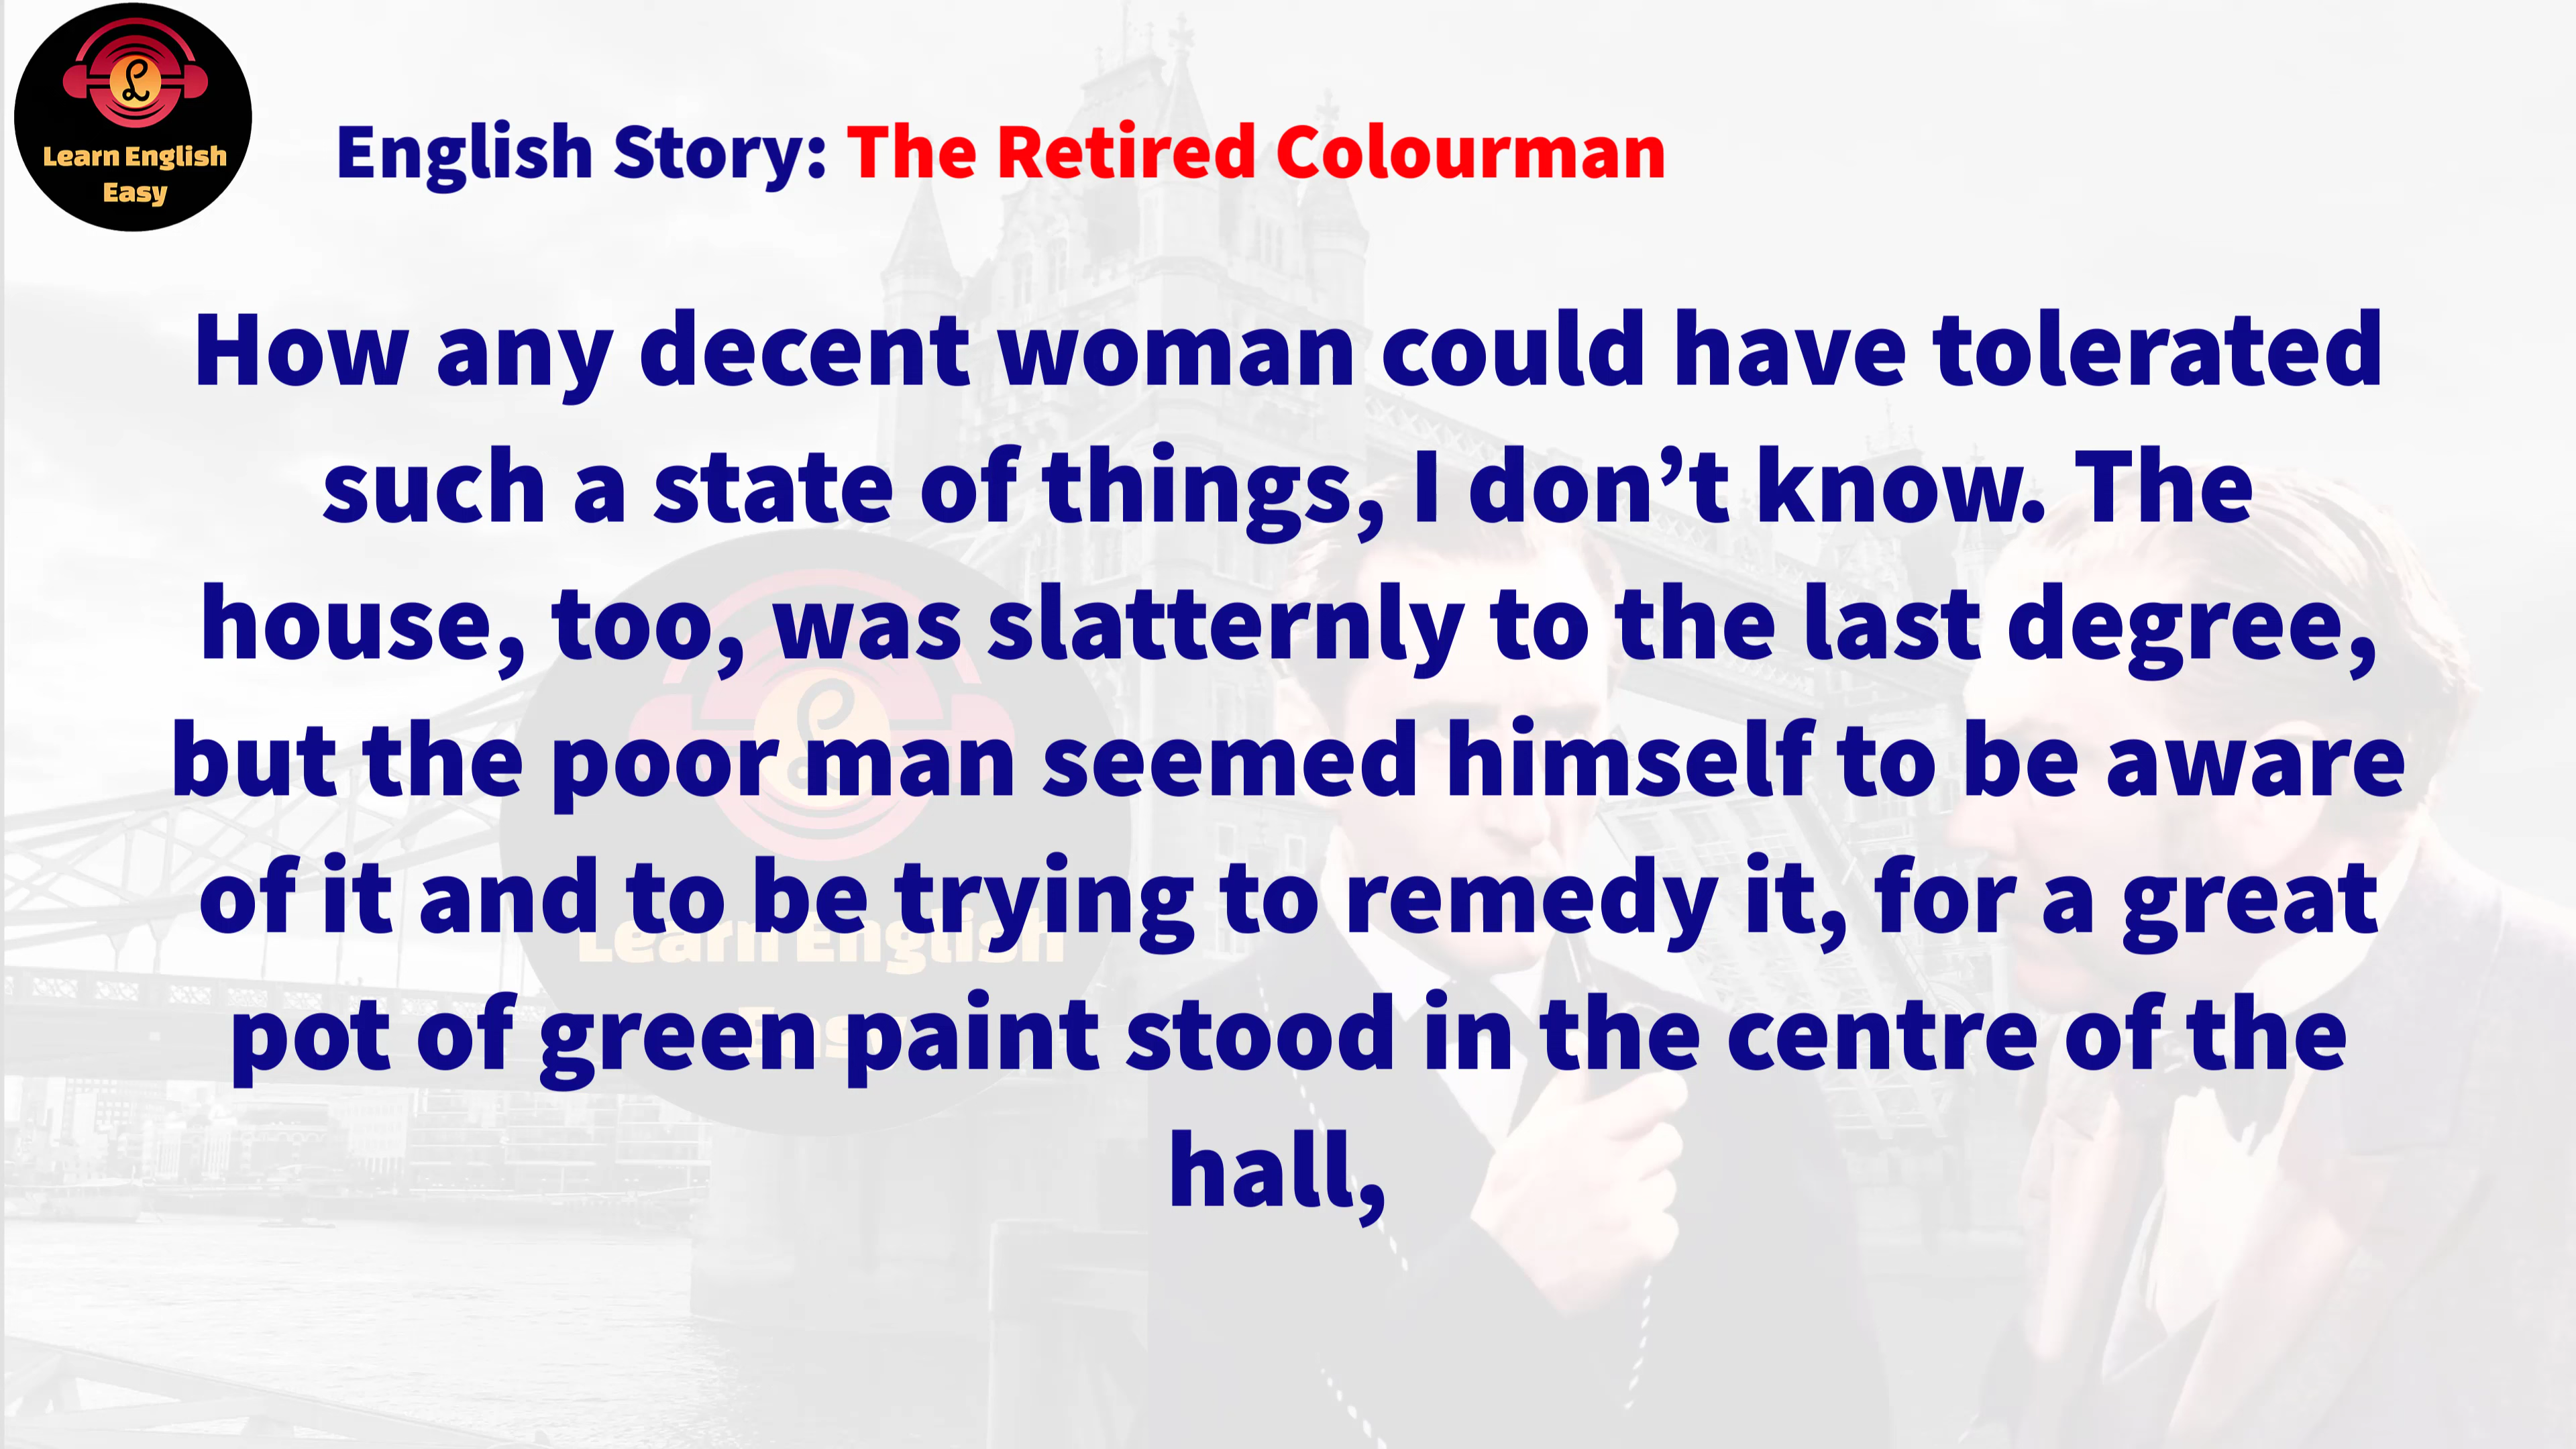 Learn English
Easy
English Story: The Retired Colourman
How any decent woman could have tolerated
such a state of things, I don’t know. The
house, too, was slatternly to the last degree,
but the poor man seemed himself to be aware
of it and to be trying to remedy it, for a great
pot of green paint stood in the centre of the
hall,
Learn English
Easy